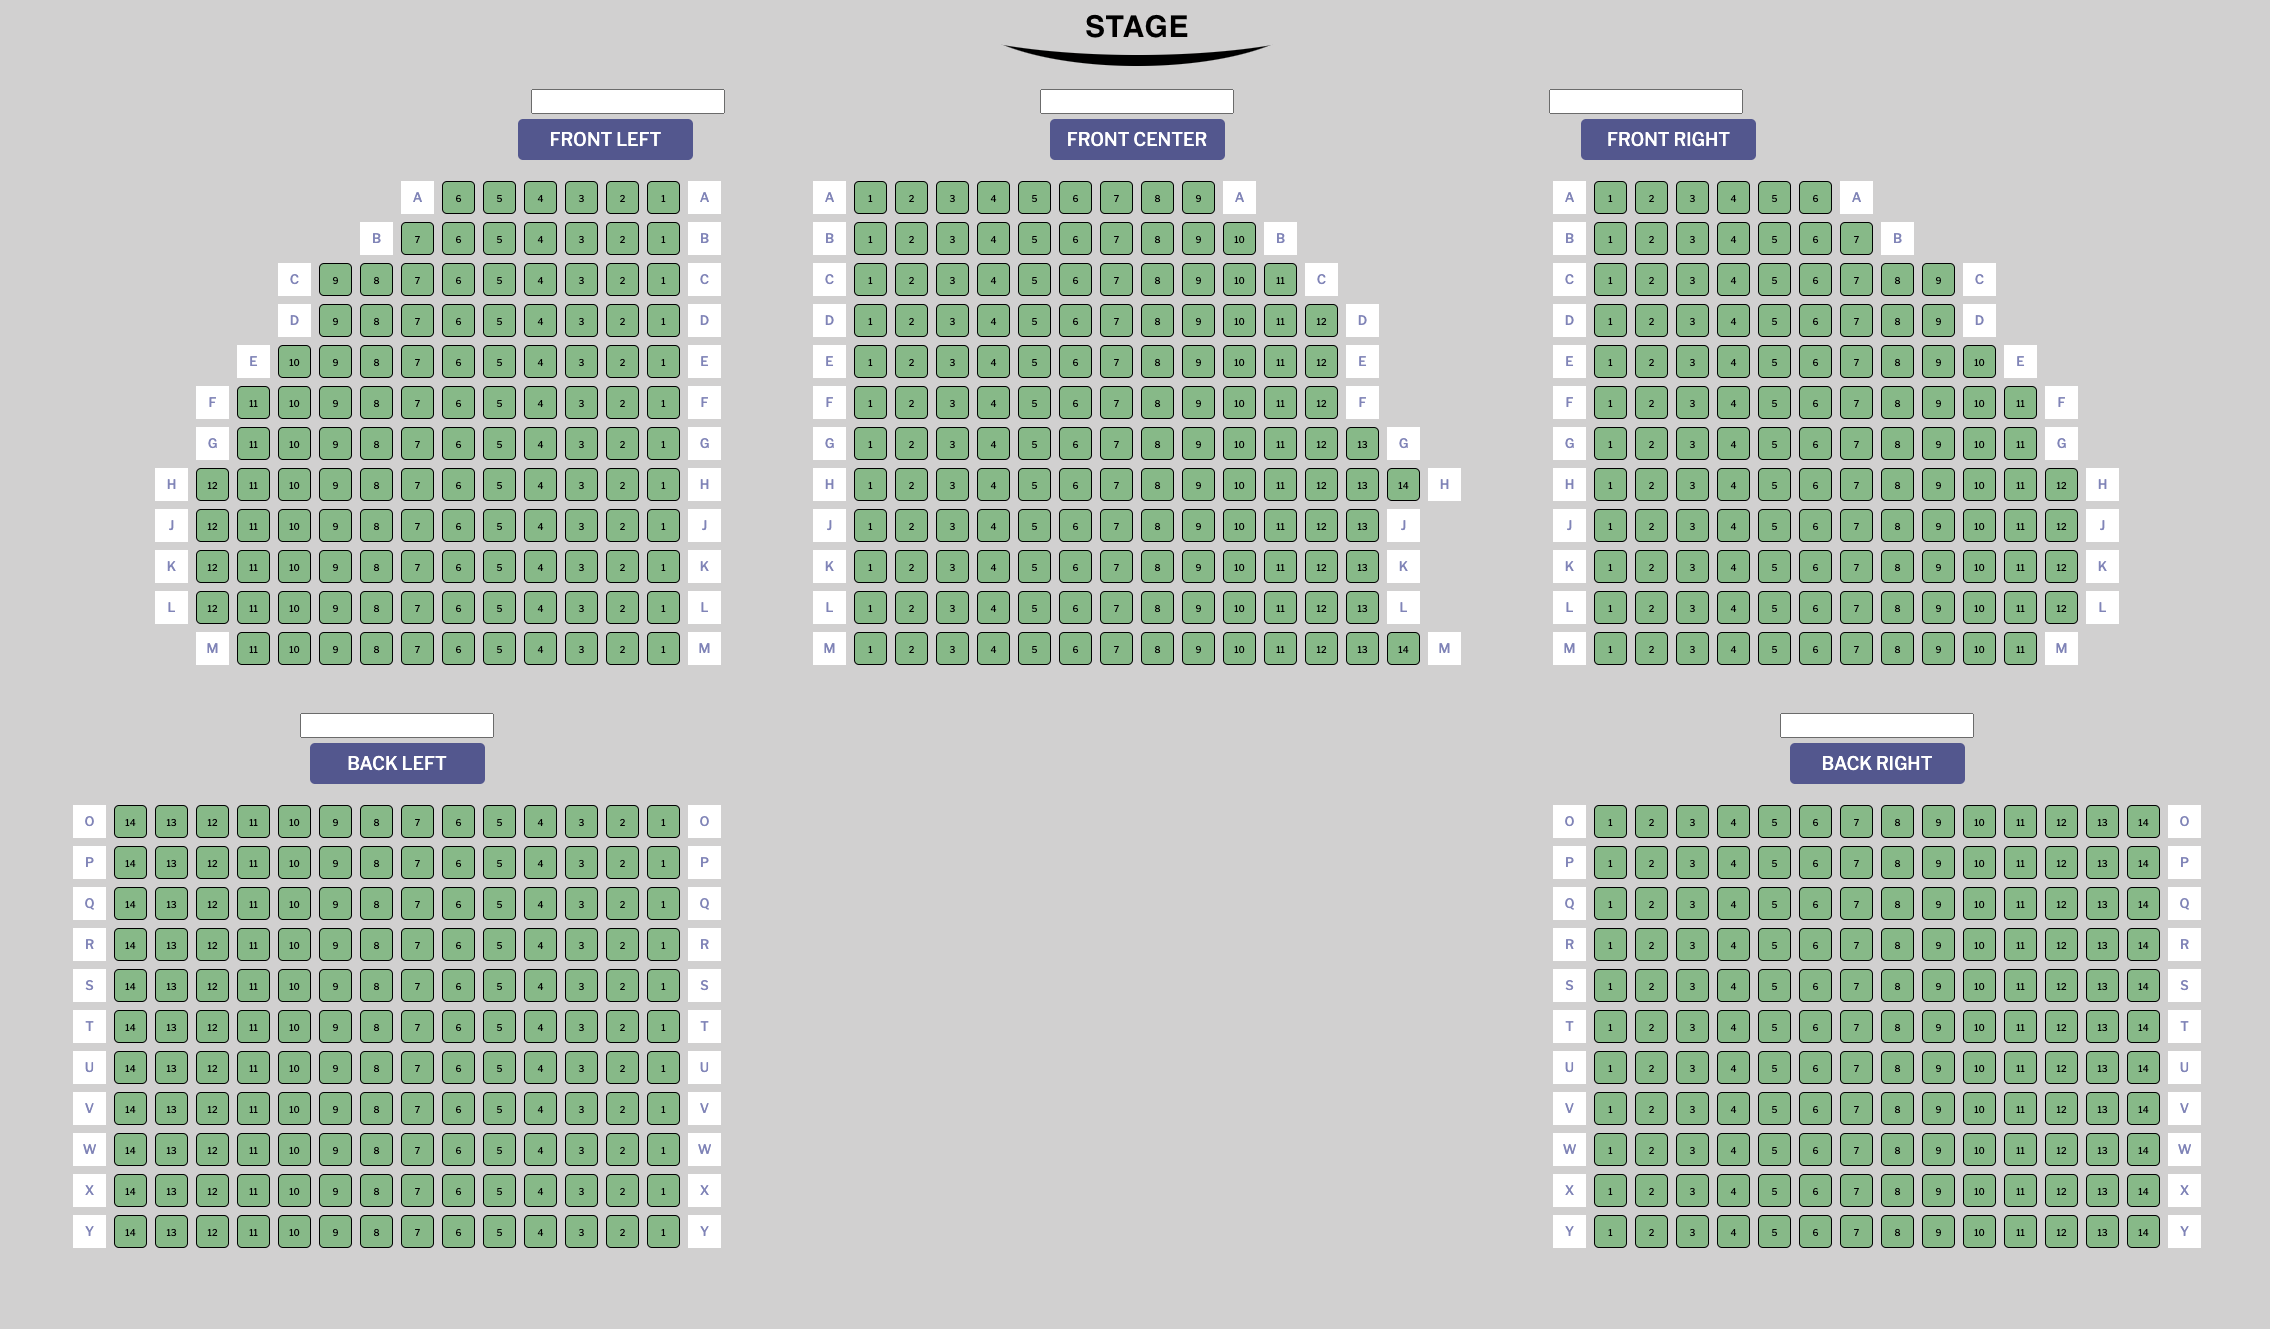 STAGE
FRONT LEFT FRONT CENTER FRONT RIGHT
A 6 5 4 3 2 1 A A 1 2 3 4 5 6 7 8 9 A A 1 2 3 4 5 6 A
B 7 6 5 4 3 2 1 B B 1 2 3 4 5 6 7 8 9 10 B B 1 2 3 4 5 6 7 B
C 9 8 7 6 5 4 3 2 1 C C 1 2 3 4 5 6 7 8 9 10 11 C C 1 2 3 4 5 6 7 8 9 C
D 9 8 7 6 5 4 3 2 1 D D 1 2 3 4 5 6 7 8 9 10 11 12 D D 1 2 3 4 5 6 7 8 9 D
E 10 9 8 7 6 5 4 3 2 1 E E 1 2 3 4 5 6 7 8 9 10 11 12 E E 1 2 3 4 5 6 7 8 9 10 E
F 11 10 9 8 7 6 5 4 3 2 1 F F 1 2 3 4 5 6 7 8 9 10 11 12 F F 1 2 3 4 5 6 7 8 9 10 11 F
G 11 10 9 8 7 6 5 4 3 2 1 G G 1 2 3 4 5 6 7 8 9 10 11 12 13 G G 1 2 3 4 5 6 7 8 9 10 11 G
H 12 11 10 9 8 7 6 5 4 3 2 1 H H 1 2 3 4 5 6 7 8 9 10 11 12 13 14 H H 1 2 3 4 5 6 7 8 9 10 11 12 H
J 12 11 10 9 8 7 6 5 4 3 2 1 J J 1 2 3 4 5 6 7 8 9 10 11 12 13 J J 1 2 3 4 5 6 7 8 9 10 11 12 J
K 12 11 10 9 8 7 6 5 4 3 2 1 K K 1 2 3 4 5 6 7 8 9 10 11 12 13 K K 1 2 3 4 5 6 7 8 9 10 11 12 K
L 12 11 10 9 8 7 6 5 4 3 2 1 L L 1 2 3 4 5 6 7 8 9 10 11 12 13 L L 1 2 3 4 5 6 7 8 9 10 11 12 L
M 11 10 9 8 7 6 5 4 3 2 1 M M 1 2 3 4 5 6 7 8 9 10 11 12 13 14 M M 1 2 3 4 5 6 7 8 9 10 11 M
BACK LEFT BACK RIGHT
O 14 13 12 11 10 9 8 7 6 5 4 3 2 1 O O 1 2 3 4 5 6 7 8 9 10 11 12 13 14 O
P 14 13 12 11 10 9 8 7 6 5 4 3 2 1 P P 1 2 3 4 5 6 7 8 9 10 11 12 13 14 P
Q 14 13 12 11 10 9 8 7 6 5 4 3 2 1 Q Q 1 2 3 4 5 6 7 8 9 10 11 12 13 14 Q
R 14 13 12 11 10 9 8 7 6 5 4 3 2 1 R R 1 2 3 4 5 6 7 8 9 10 11 12 13 14 R
S 14 13 12 11 10 9 8 7 6 5 4 3 2 1 S S 1 2 3 4 5 6 7 8 9 10 11 12 13 14 S
T 14 13 12 11 10 9 8 7 6 5 4 3 2 1 T T 1 2 3 4 5 6 7 8 9 10 11 12 13 14 T
U 14 13 12 11 10 9 8 7 6 5 4 3 2 1 U U 1 2 3 4 5 6 7 8 9 10 11 12 13 14 U
V 14 13 12 11 10 9 8 7 6 5 4 3 2 1 V V 1 2 3 4 5 6 7 8 9 10 11 12 13 14 V
W 14 13 12 11 10 9 8 7 6 5 4 3 2 1 W W 1 2 3 4 5 6 7 8 9 10 11 12 13 14 W
X 14 13 12 11 10 9 8 7 6 5 4 3 2 1 X X 1 2 3 4 5 6 7 8 9 10 11 12 13 14 X
Y 14 13 12 11 10 9 8 7 6 5 4 3 2 1 Y Y 1 2 3 4 5 6 7 8 9 10 11 12 13 14 Y